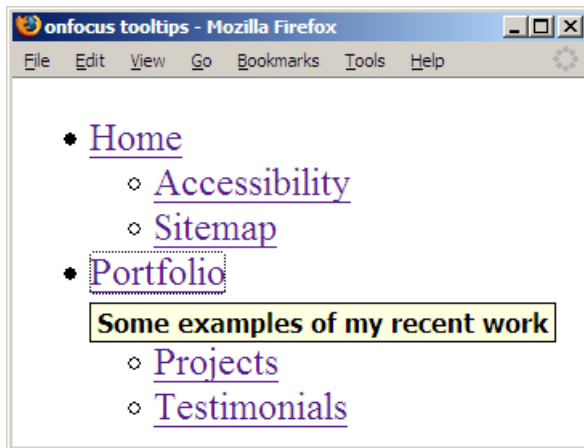 onfocus tooltips - Mozilla Firefox
File Edit View Go Bookmarks Tools Help
Home
Accessibility
Sitemap
Portfolio
Some examples of my recent work
Projects
Testimonials